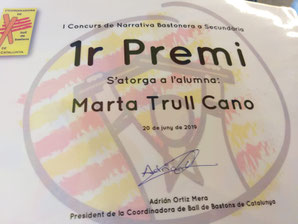 I Concurs de Narrativa Bastonera a Secundària
1r Premi
S'atorga a l'alumna:
Marta Trull Cano
20 de juny de 2019
Adrián Ortiz Mera
President de la Coordinadora de Ball de Bastons de Catalunya